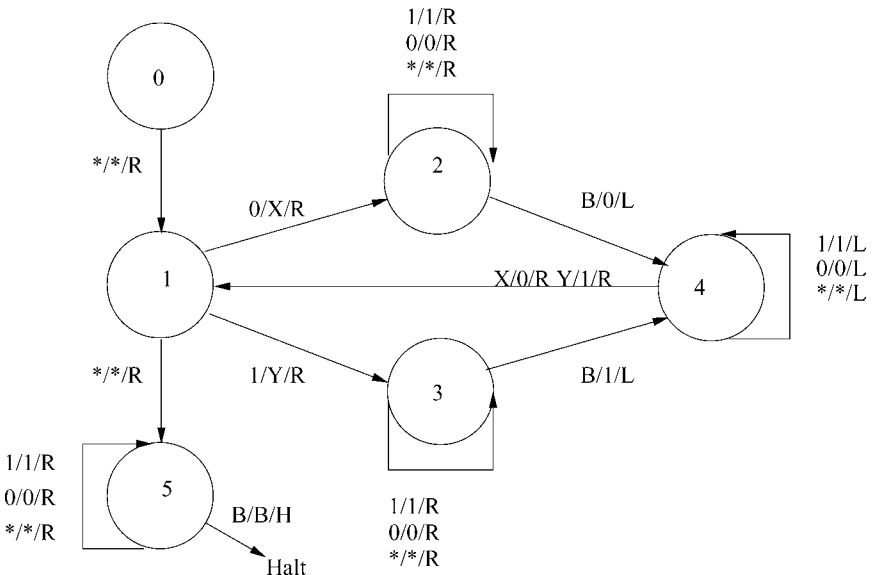 1/1/R
0/0/R
*/*/R
0
2
*/*/R
0/X/R
B/0/L
1/1/L
0/0/L
*/*/L
1
X/0/R Y/1/R
4
*/*/R
1/Y/R
3
B/1/L
1/1/R
0/0/R
*/*/R
5
B/B/H
Halt
1/1/R
0/0/R
*/*/R